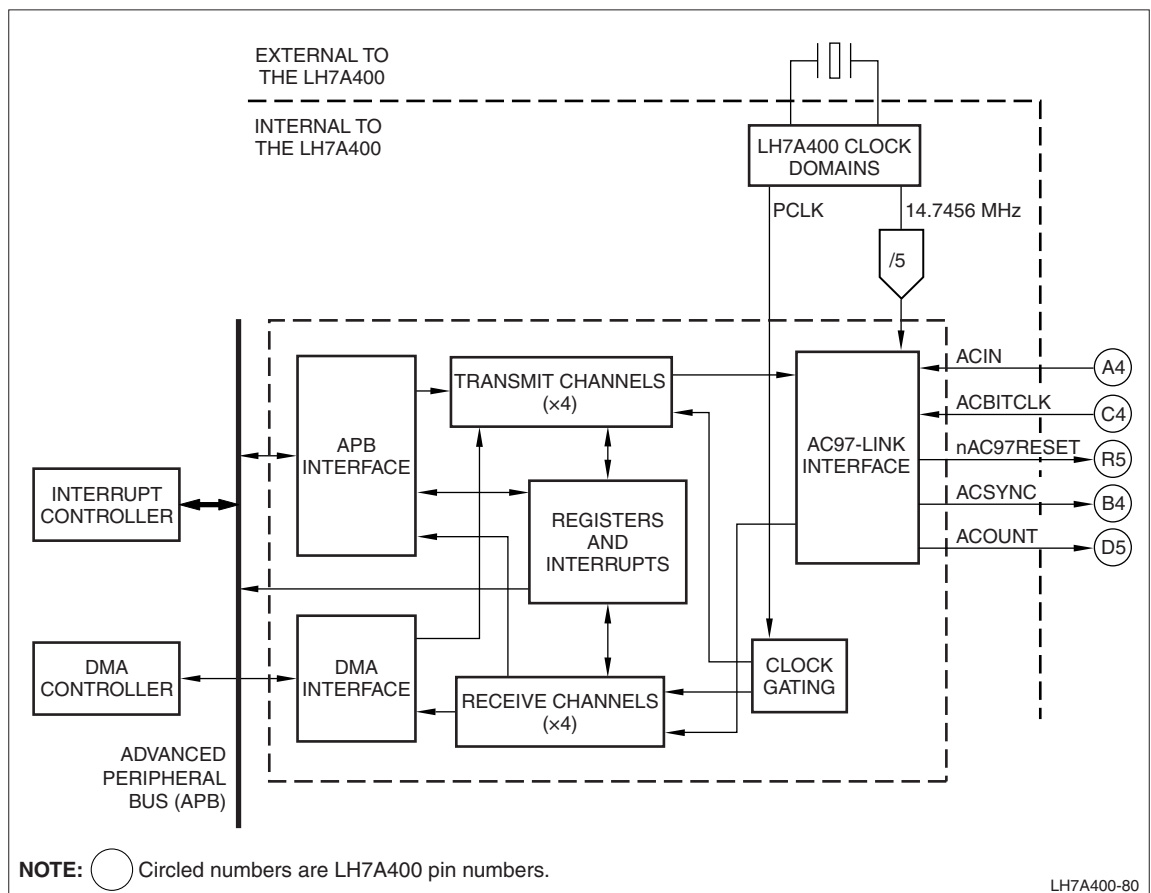 EXTERNAL TO
THE LH7A400
INTERNAL TO
THE LH7A400
LH7A400 CLOCK
DOMAINS
PCLK
14.7456 MHz
/5
APB
INTERFACE
TRANSMIT CHANNELS
(×4)
AC97-LINK
INTERFACE
ACIN
A4
ACBITCLK
C4
nAC97RESET
R5
ACSYNC
B4
ACOUNT
D5
INTERRUPT
CONTROLLER
REGISTERS
AND
INTERRUPTS
DMA
CONTROLLER
DMA
INTERFACE
RECEIVE CHANNELS
(×4)
CLOCK
GATING
ADVANCED
PERIPHERAL
BUS (APB)
NOTE: Circled numbers are LH7A400 pin numbers.
LH7A400-80